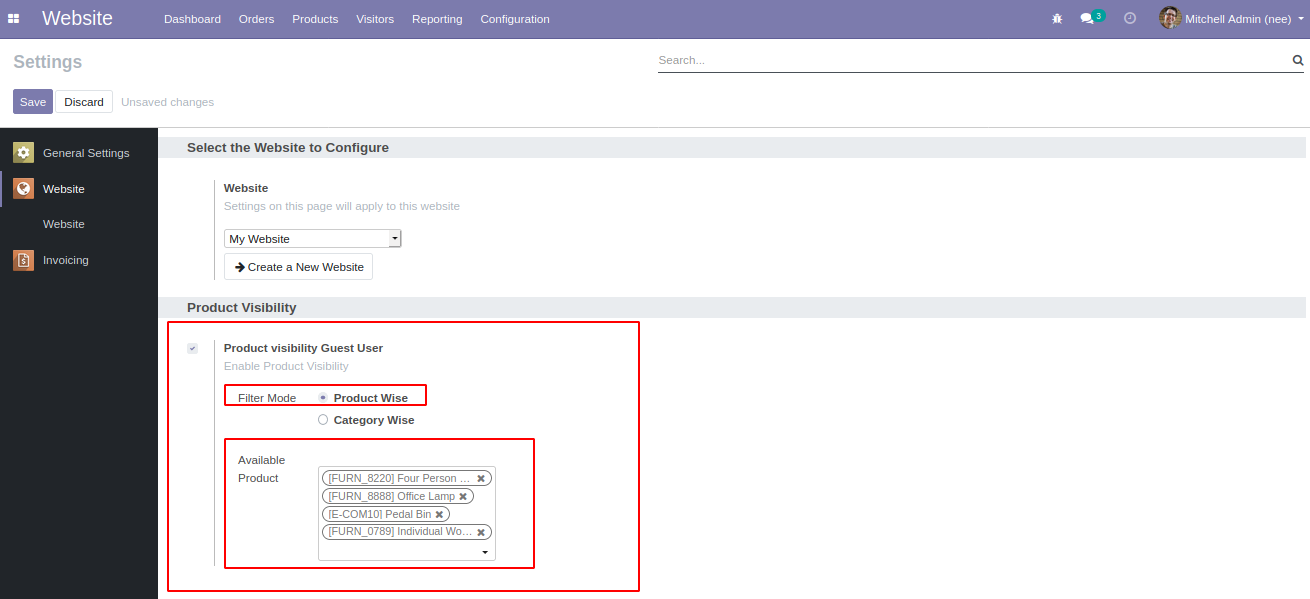 Website
Dashboard Orders Products Visitors Reporting Configuration
3
Mitchell Admin (nee)
Settings
Search...
Save Discard Unsaved changes
General Settings
Website
Website
Invoicing
Select the Website to Configure
Website
Settings on this page will apply to this website
My Website
Create a New Website
Product Visibility
Product visibility Guest User
Enable Product Visibility
Filter Mode Product Wise
Category Wise
Available
Product
[FURN_8220] Four Person ...
[FURN_8888] Office Lamp
[E-COM10] Pedal Bin
[FURN_0789] Individual Wo...